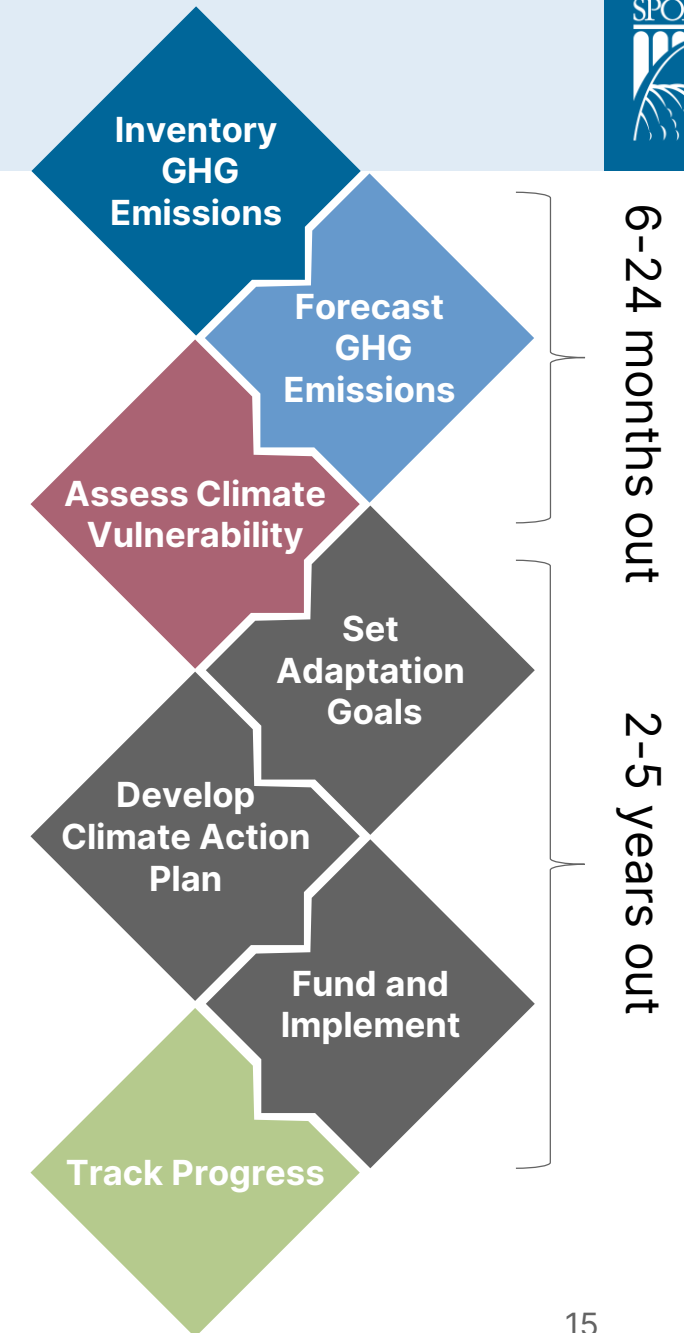 Inventory
GHG
Emissions
Forecast
GHG
Emissions
6-24 months out
Assess Climate
Vulnerability
Set
Adaptation
Goals
Develop
Climate Action
Plan
2-5 years out
Fund and
Implement
Track Progress
15